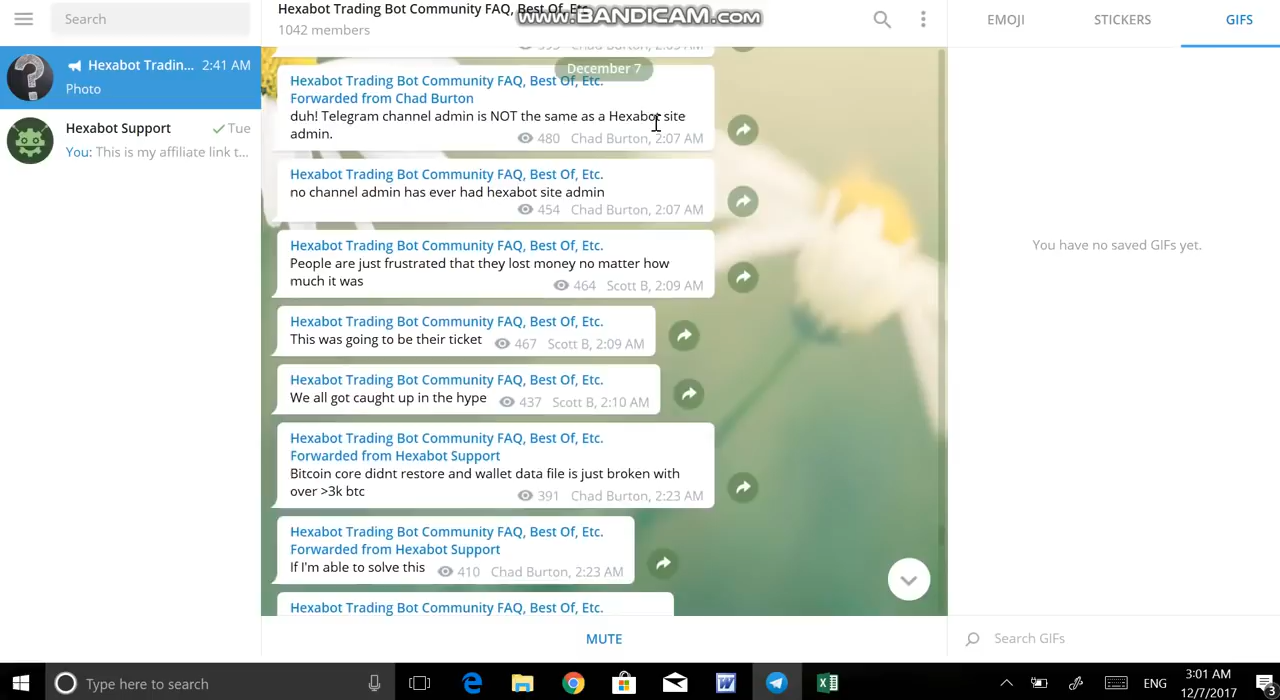 Search
Hexabot Tradin... 2:41 AM
Photo
Hexabot Support Tue
You: This is my affiliate link t...
Hexabot Trading Bot Community FAQ, Best Of, Etc.
www.BANDICAM.com
1042 members
395 Chad Burton, 2:05 AM
December 7
Hexabot Trading Bot Community FAQ, Best Of, Etc.
Forwarded from Chad Burton
duh! Telegram channel admin is NOT the same as a Hexabot site
admin.
480 Chad Burton, 2:07 AM
Hexabot Trading Bot Community FAQ, Best Of, Etc.
no channel admin has ever had hexabot site admin
454 Chad Burton, 2:07 AM
Hexabot Trading Bot Community FAQ, Best Of, Etc.
People are just frustrated that they lost money no matter how
much it was
464 Scott B, 2:09 AM
Hexabot Trading Bot Community FAQ, Best Of, Etc.
This was going to be their ticket 467 Scott B, 2:09 AM
Hexabot Trading Bot Community FAQ, Best Of, Etc.
We all got caught up in the hype 437 Scott B, 2:10 AM
Hexabot Trading Bot Community FAQ, Best Of, Etc.
Forwarded from Hexabot Support
Bitcoin core didnt restore and wallet data file is just broken with
over >3k btc
391 Chad Burton, 2:23 AM
Hexabot Trading Bot Community FAQ, Best Of, Etc.
Forwarded from Hexabot Support
If I'm able to solve this 410 Chad Burton, 2:23 AM
Hexabot Trading Bot Community FAQ, Best Of, Etc.
MUTE
EMOJI STICKERS GIFS
You have no saved GIFs yet.
Search GIFs
Type here to search
ENG
3:01 AM
12/7/2017